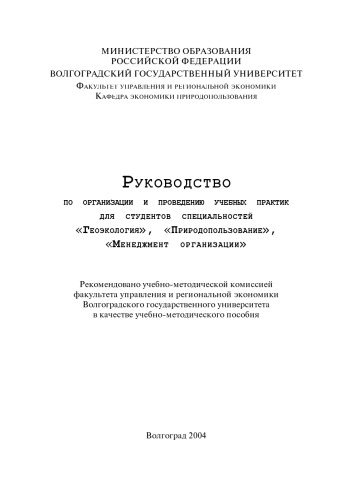 МИНИСТЕРСТВО ОБРАЗОВАНИЯ
РОССИЙСКОЙ ФЕДЕРАЦИИ
ВОЛГОГРАДСКИЙ ГОСУДАРСТВЕННЫЙ УНИВЕРСИТЕТ
ФАКУЛЬТЕТ УПРАВЛЕНИЯ И РЕГИОНАЛЬНОЙ ЭКОНОМИКИ
КАФЕДРА ЭКОНОМИКИ ПРИРОДОПОЛЬЗОВАНИЯ
РУКОВОДСТВО
ПО ОРГАНИЗАЦИИ И ПРОВЕДЕНИЮ УЧЕБНЫХ ПРАКТИК
ДЛЯ СТУДЕНТОВ СПЕЦИАЛЬНОСТЕЙ
«ГЕОЭКОЛОГИЯ», «ПРИРОДОПОЛЬЗОВАНИЕ»,
«МЕНЕДЖМЕНТ ОРГАНИЗАЦИИ»
Рекомендовано учебно-методической комиссией
факультета управления и региональной экономики
Волгоградского государственного университета
в качестве учебно-методического пособия
Волгоград 2004